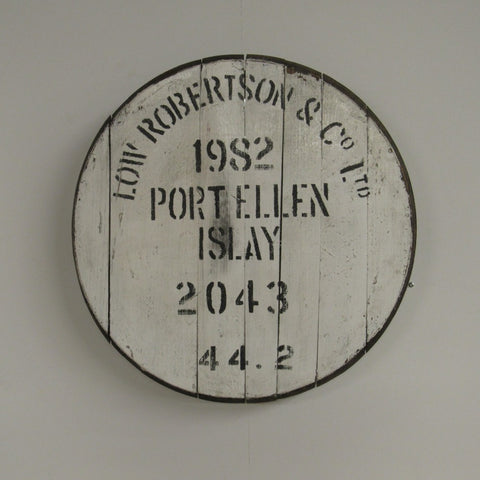 LOW ROBERTSON & Co LTD
1982
PORT ELLEN
ISLAY
2043
44.2